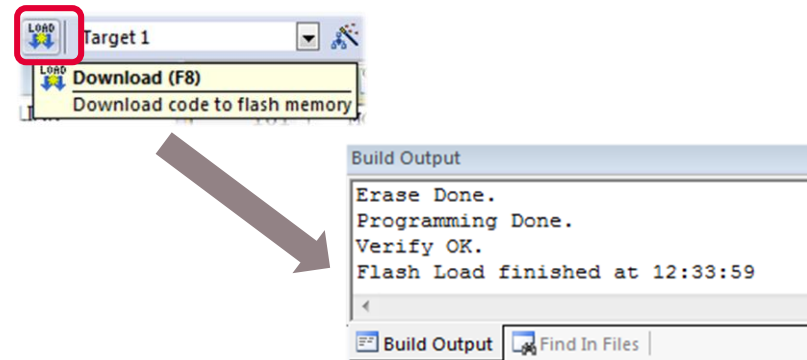 LOAD
Target 1
LOAD
Download (F8)
Download code to flash memory
Build Output
Erase Done.
Programming Done.
Verify OK.
Flash Load finished at 12:33:59
Build Output
Find In Files